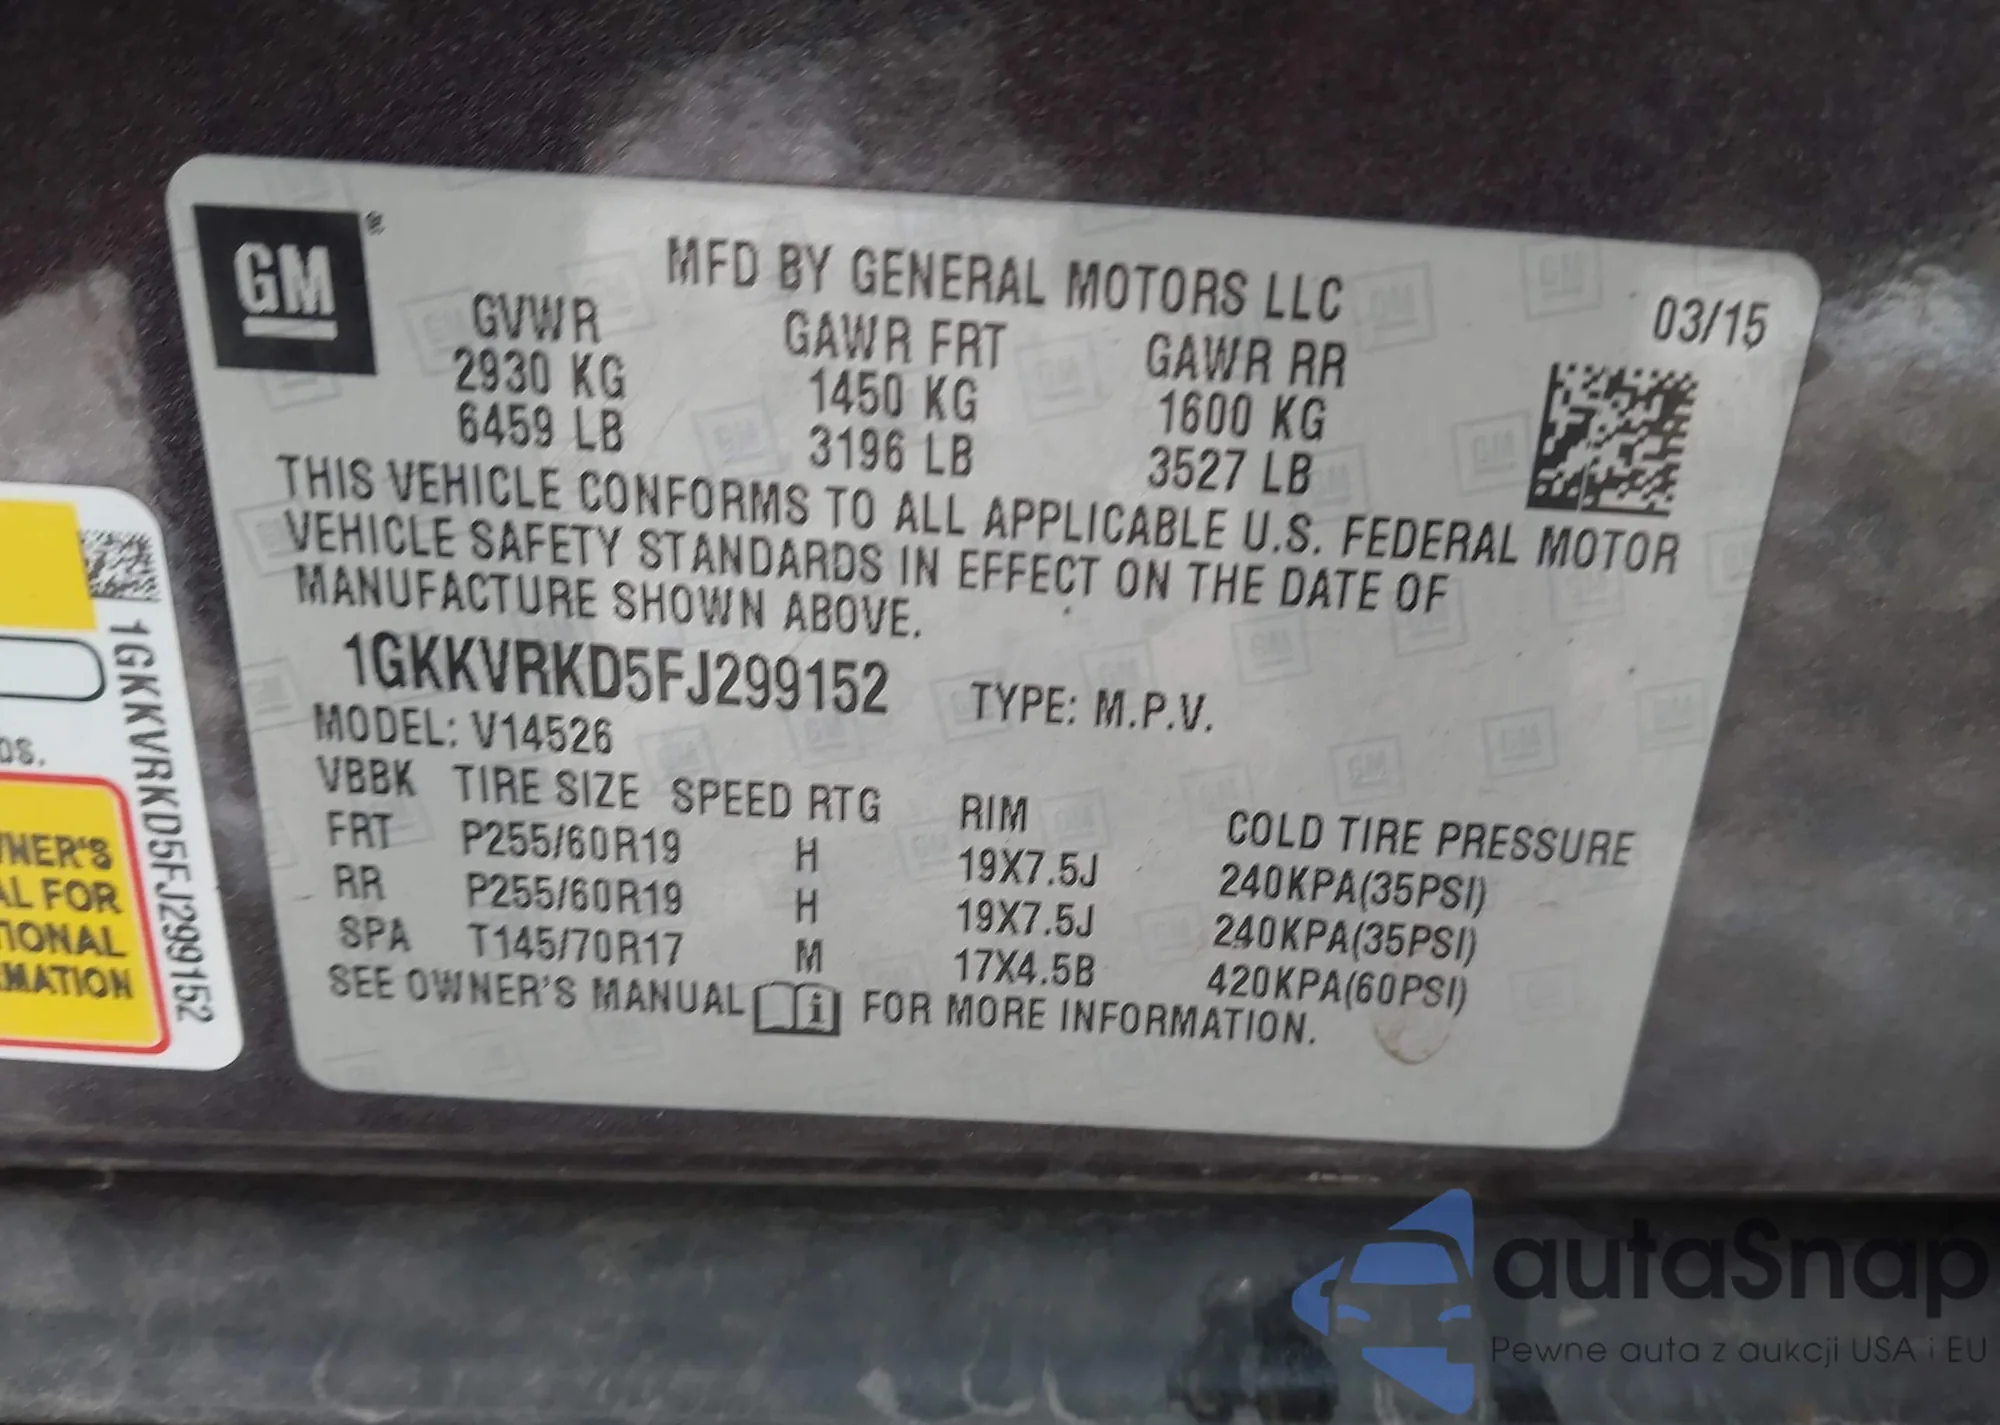 GM
MFD BY GENERAL MOTORS LLC
03/15
GVWR GAWR FRT GAWR RR
2930 KG 1450 KG 1600 KG
6459 LB 3196 LB 3527 LB
THIS VEHICLE CONFORMS TO ALL APPLICABLE U.S. FEDERAL MOTOR
VEHICLE SAFETY STANDARDS IN EFFECT ON THE DATE OF
MANUFACTURE SHOWN ABOVE.
1GKKVRKD5FJ299152 TYPE: M.P.V.
MODEL: V14526
VBBK TIRE SIZE SPEED RTG RIM COLD TIRE PRESSURE
FRT P255/60R19 H 19X7.5J 240KPA(35PSI)
RR P255/60R19 H 19X7.5J 240KPA(35PSI)
SPA T145/70R17 M 17X4.5B 420KPA(60PSI)
SEE OWNER'S MANUAL i FOR MORE INFORMATION.
1GKKVRKD5FJ299152
FOR
autaSnap
Pewne auta z aukcji USA i EU